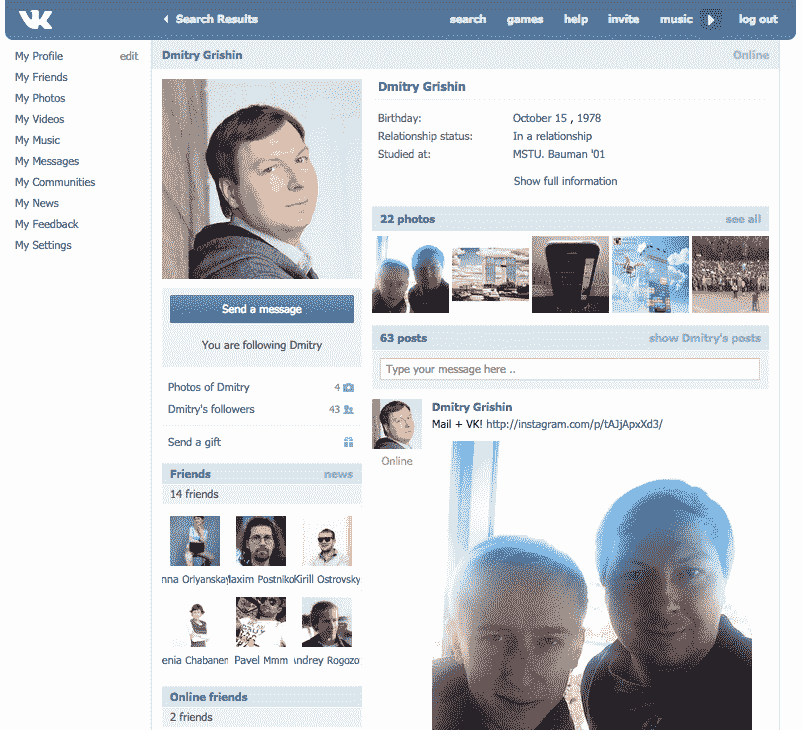 Search Results
search games help invite music log out
My Profile edit
My Friends
My Photos
My Videos
My Music
My Messages
My Communities
My News
My Feedback
My Settings
Dmitry Grishin Online
Send a message
You are following Dmitry
Photos of Dmitry 4
Dmitry's followers 43
Send a gift
Friends news
14 friends
nna Orlyanskay Maxim Postniko Kirill Ostrovsky
enia Chabanen Pavel Mmm Andrey Rogozo
Online friends
2 friends
Dmitry Grishin
Birthday: October 15 , 1978
Relationship status: In a relationship
Studied at: MSTU. Bauman '01
Show full information
22 photos see all
63 posts show Dmitry's posts
Type your message here ..
Dmitry Grishin
Mail + VK! http://instagram.com/p/tAJjApxXd3/
Online